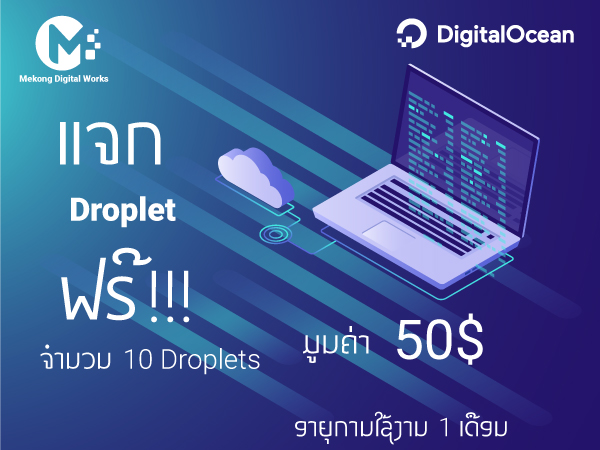 Mekong Digital Works
DigitalOcean
ແຈກ
Droplet
ຟຣີ!!!
ຈຳນວນ 10 Droplets
ມູນຄ່າ 50$
ອາຍຸການໃຊ້ງານ 1 ເດືອນ